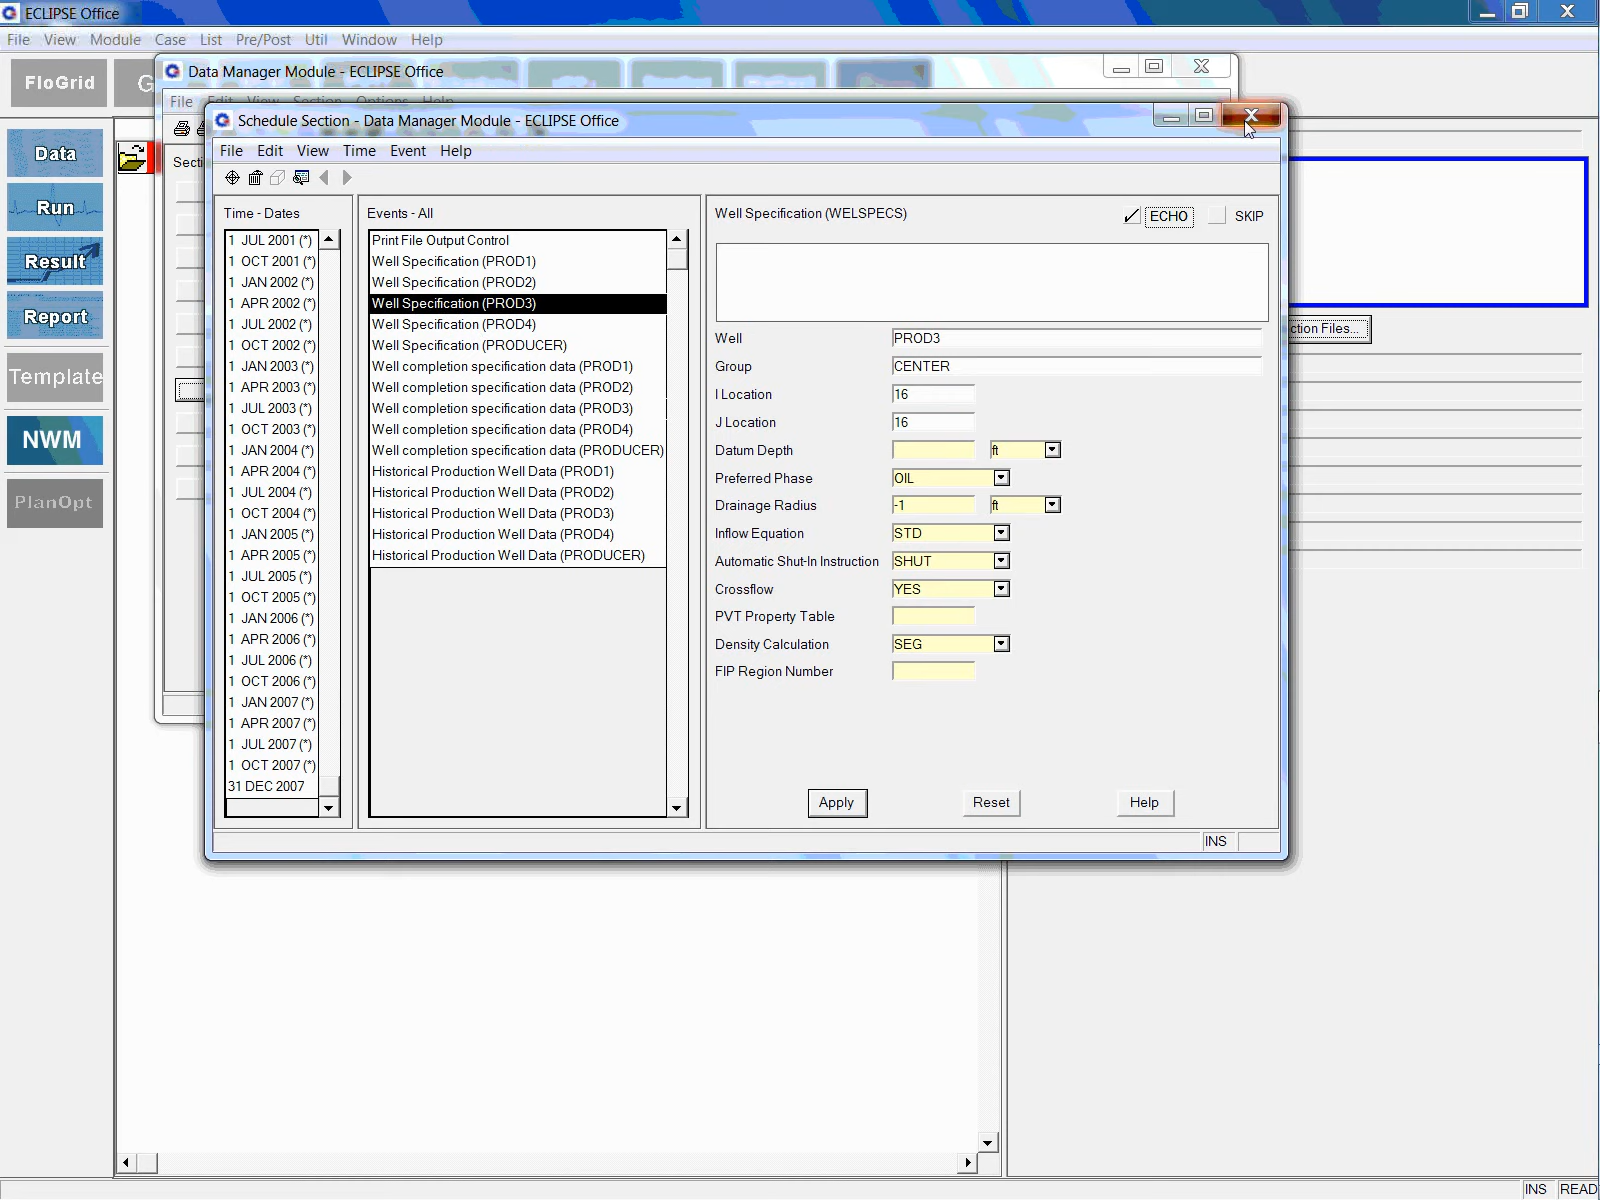 ECLIPSE Office
File View Module Case List Pre/Post Util Window Help
FloGrid
G
Data Manager Module - ECLIPSE Office
File Edit View Section Options Help
Secti
Schedule Section - Data Manager Module - ECLIPSE Office
File Edit View Time Event Help
Data
Run
Result
Report
Template
NWM
PlanOpt
Time - Dates
1 JUL 2001 (*)
1 OCT 2001 (*)
1 JAN 2002 (*)
1 APR 2002 (*)
1 JUL 2002 (*)
1 OCT 2002 (*)
1 JAN 2003 (*)
1 APR 2003 (*)
1 JUL 2003 (*)
1 OCT 2003 (*)
1 JAN 2004 (*)
1 APR 2004 (*)
1 JUL 2004 (*)
1 OCT 2004 (*)
1 JAN 2005 (*)
1 APR 2005 (*)
1 JUL 2005 (*)
1 OCT 2005 (*)
1 JAN 2006 (*)
1 APR 2006 (*)
1 JUL 2006 (*)
1 OCT 2006 (*)
1 JAN 2007 (*)
1 APR 2007 (*)
1 JUL 2007 (*)
1 OCT 2007 (*)
31 DEC 2007
Events - All
Print File Output Control
Well Specification (PROD1)
Well Specification (PROD2)
Well Specification (PROD3)
Well Specification (PROD4)
Well Specification (PRODUCER)
Well completion specification data (PROD1)
Well completion specification data (PROD2)
Well completion specification data (PROD3)
Well completion specification data (PROD4)
Well completion specification data (PRODUCER)
Historical Production Well Data (PROD1)
Historical Production Well Data (PROD2)
Historical Production Well Data (PROD3)
Historical Production Well Data (PROD4)
Historical Production Well Data (PRODUCER)
Well Specification (WELSPECS) ECHO SKIP
Well PROD3
Group CENTER
I Location 16
J Location 16
Datum Depth ft
Preferred Phase OIL
Drainage Radius -1 ft
Inflow Equation STD
Automatic Shut-In Instruction SHUT
Crossflow YES
PVT Property Table
Density Calculation SEG
FIP Region Number
Apply Reset Help
INS
ction Files...
INS READ